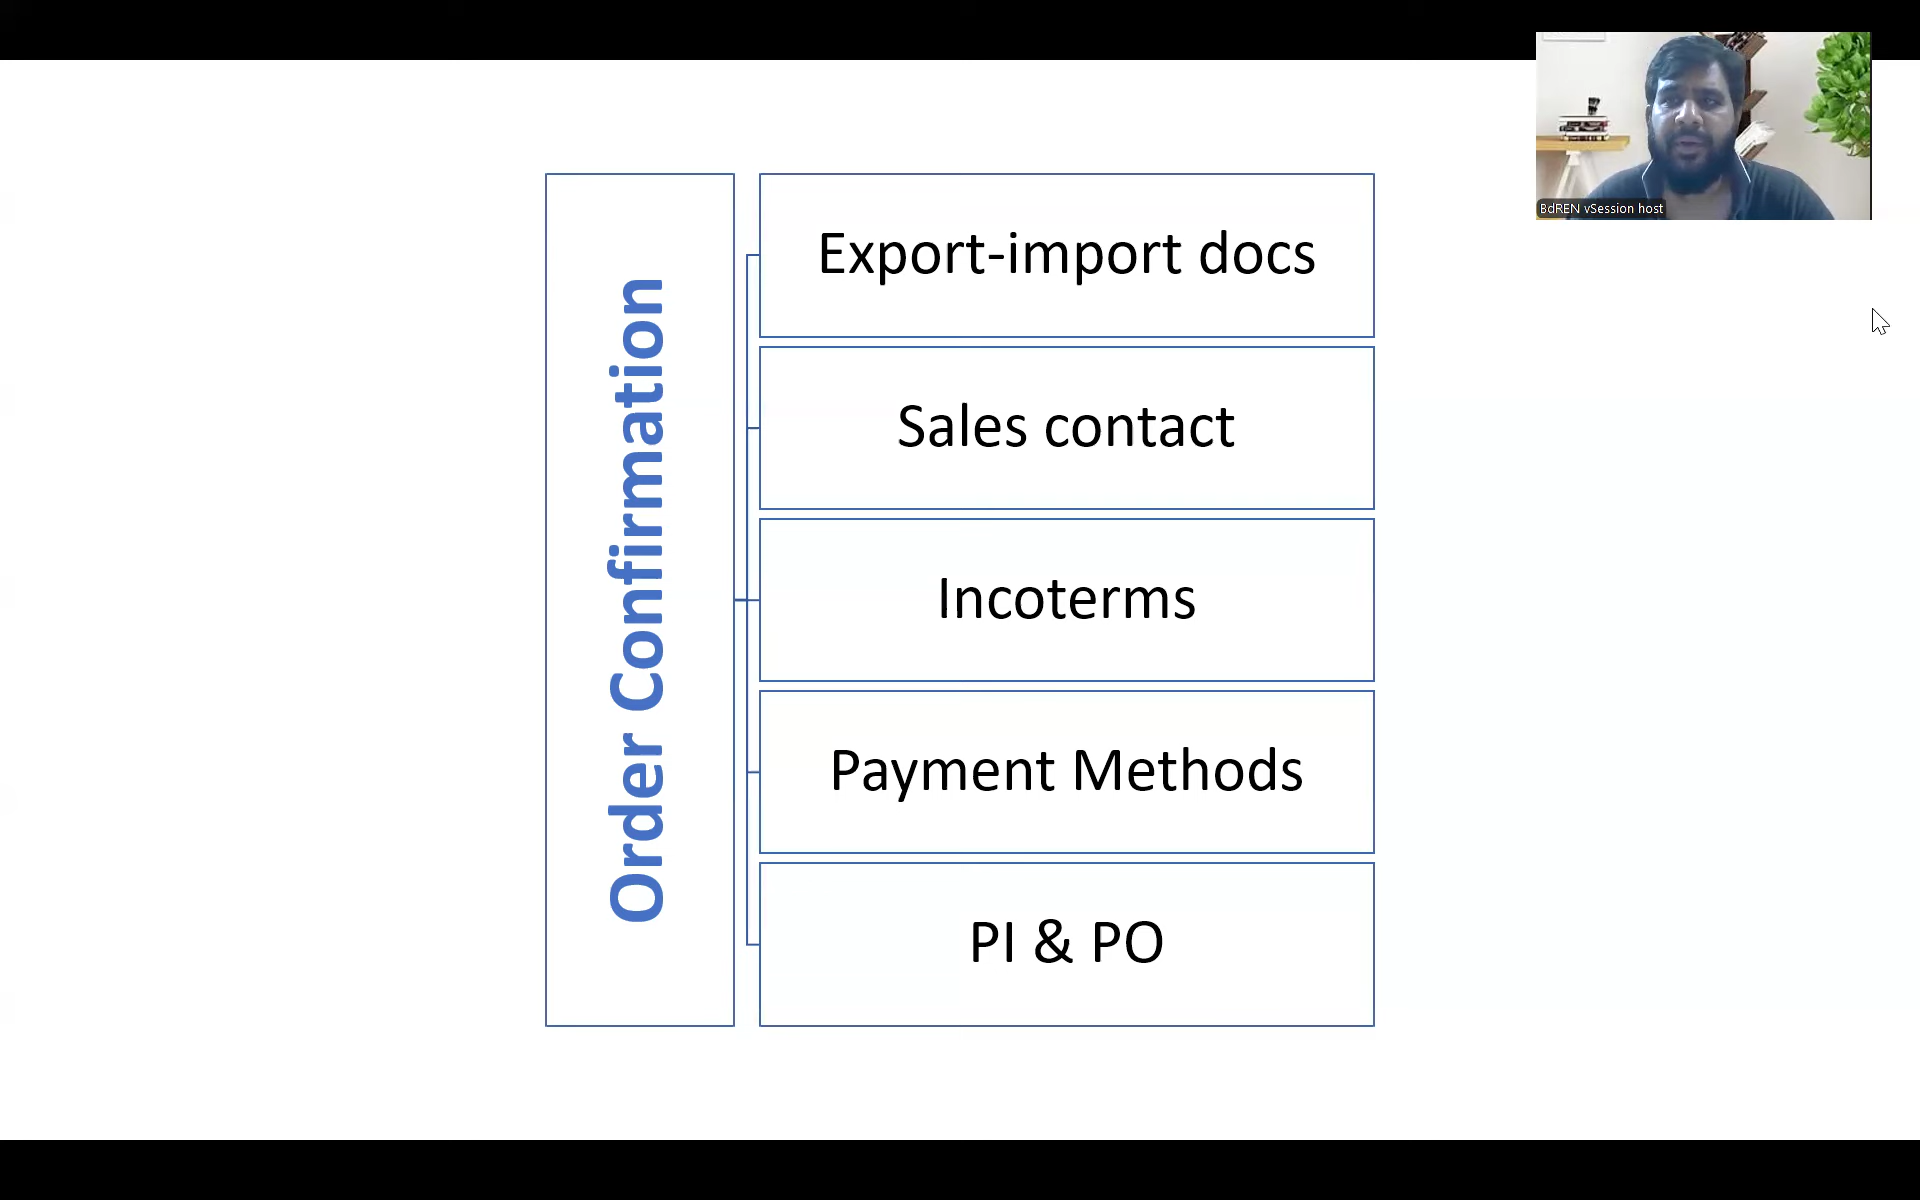 BdREN vSession host
Order Confirmation
Export-import docs
Sales contact
Incoterms
Payment Methods
PI & PO